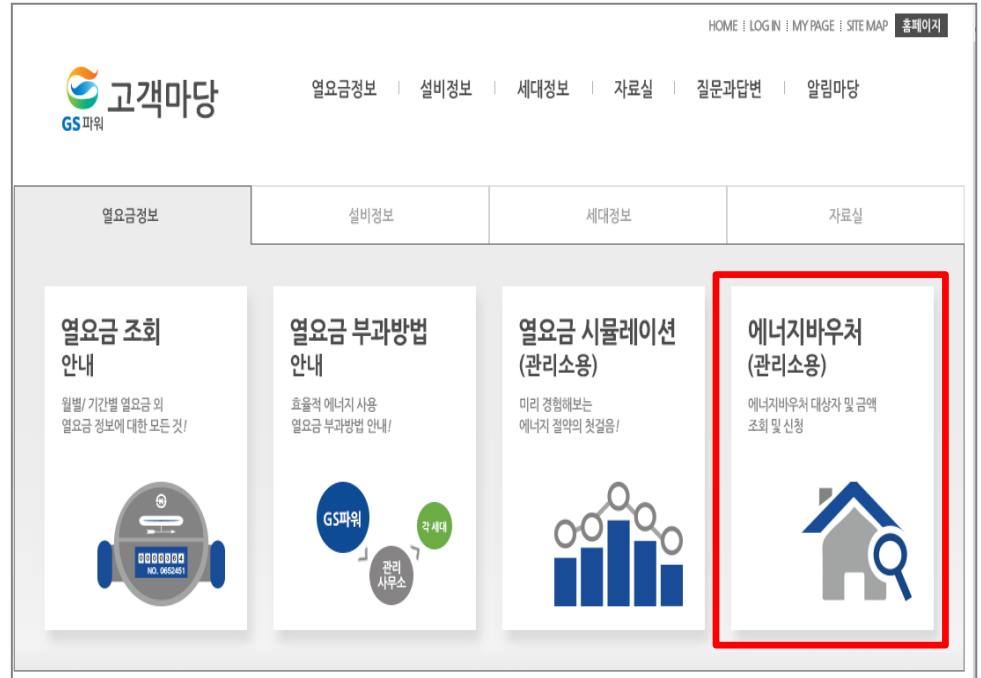 HOME ⁞ LOG IN ⁞ MY PAGE ⁞ SITE MAP 홈페이지
GS파워 고객마당
열요금정보 | 설비정보 | 세대정보 | 자료실 | 질문과답변 | 알림마당
열요금정보 설비정보 세대정보 자료실
열요금 조회
안내
월별/ 기간별 열요금 외
열요금 정보에 대한 모든 것!
0000304
NO. 0652451
열요금 부과방법
안내
효율적 에너지 사용
열요금 부과방법 안내!
GS파워
각 세대
관리
사무소
열요금 시뮬레이션
(관리소용)
미리 경험해보는
에너지 절약의 첫걸음!
에너지바우처
(관리소용)
에너지바우처 대상자 및 금액
조회 및 신청